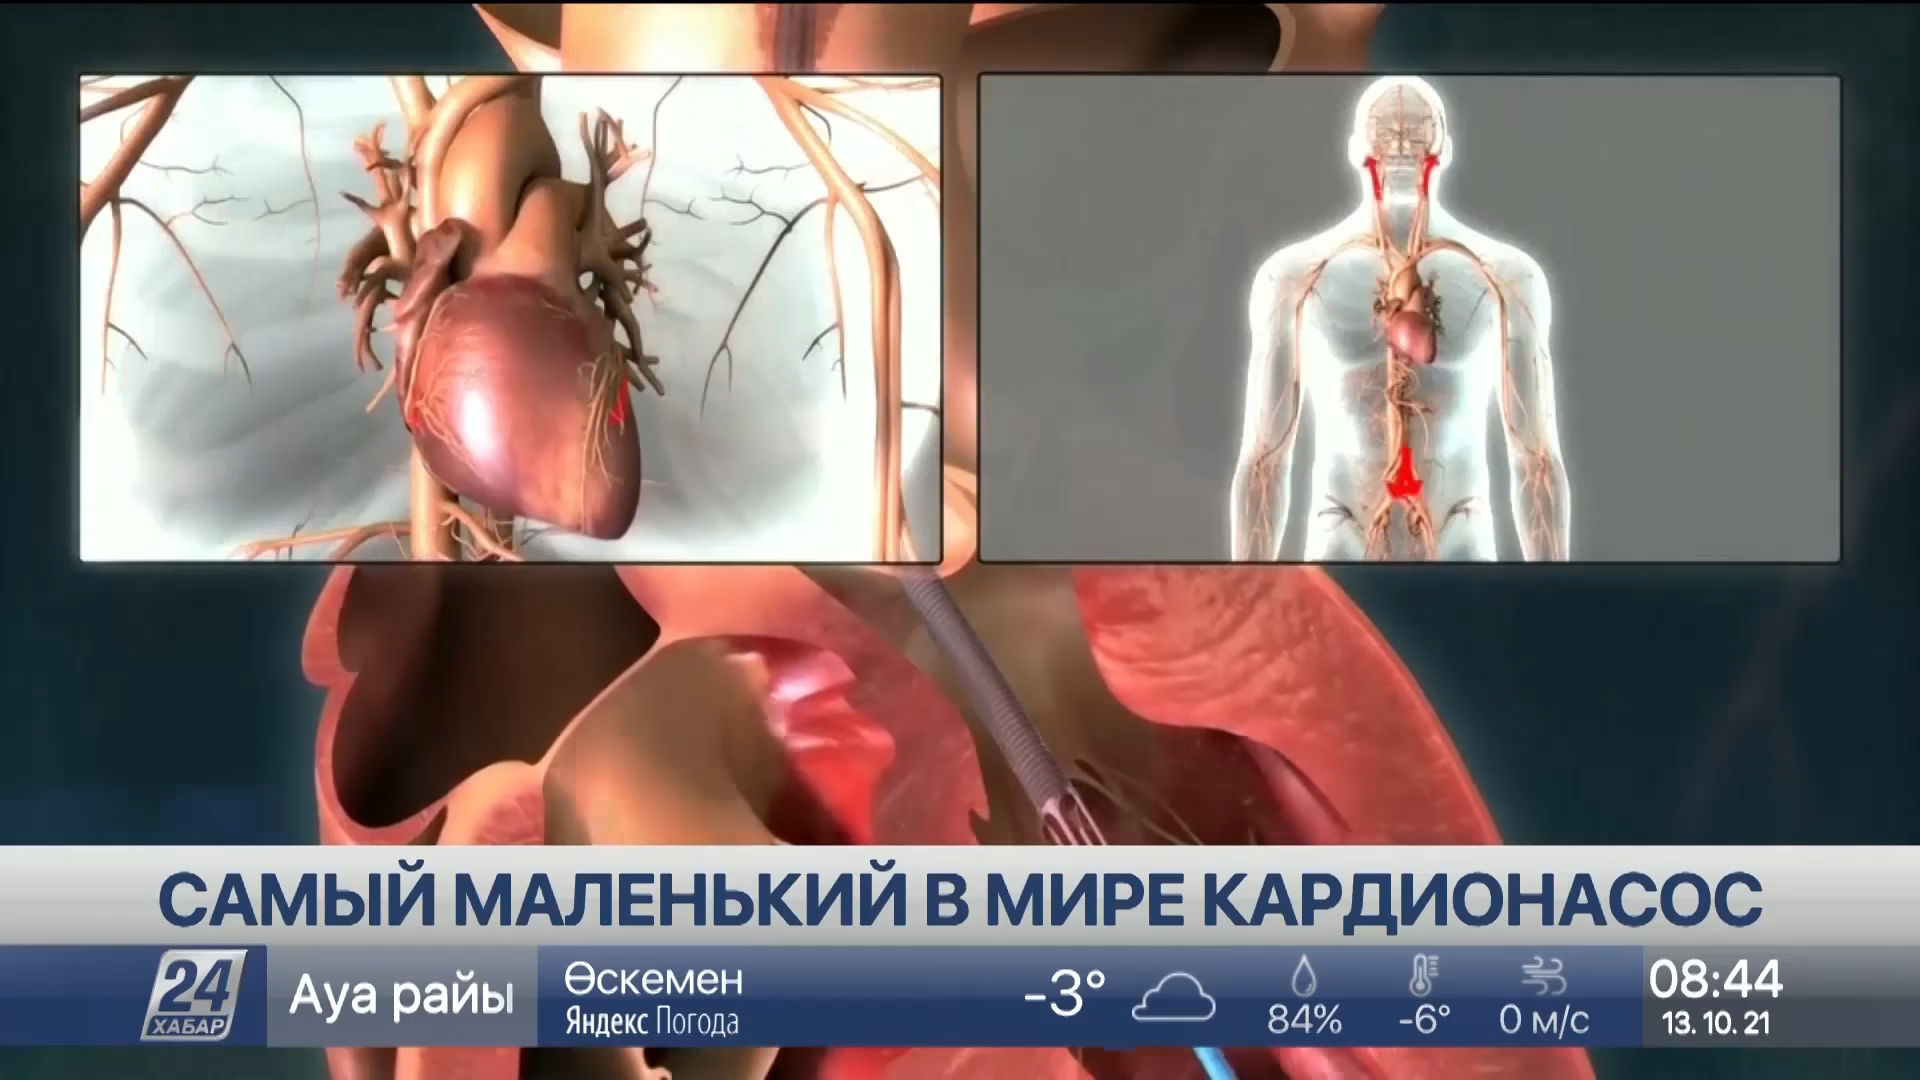 САМЫЙ МАЛЕНЬКИЙ В МИРЕ КАРДИОНАСОС
24
ХАБАР
Ауа райы
Өскемен
Яндекс Погода
-3°
84%
-6°
0 м/с
08:44
13. 10. 21